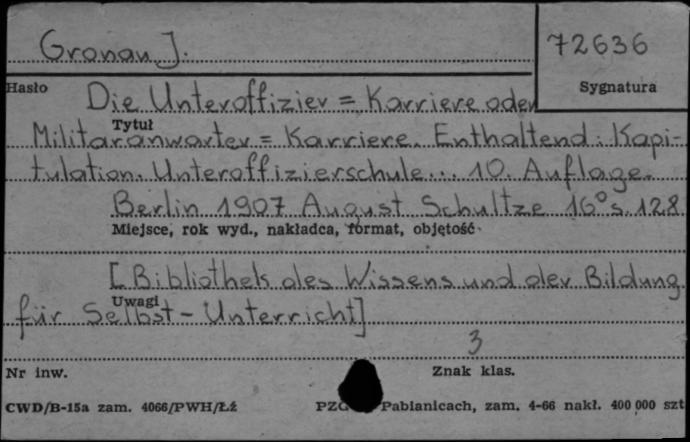 Gronau J.
72636
Hasło
Sygnatura
Die Unteroffizier = Karriere oder
Tytuł
Militäranwarter = Karriere. Enthaltend: Kapi-
tulation. Unteroffizierschule... 10. Auflage.
Berlin 1907 August Schultze 16° s. 128
Miejsce, rok wyd., nakładca, format, objętość
[Bibliothek des Wissens und der Bildung
Uwagi
für Selbst-Unterricht]
3
Nr inw.
Znak klas.
CWD/B-15a zam. 4066/PWH/Łź
Pabianicach, zam. 4-66 nakł. 400 000 szt